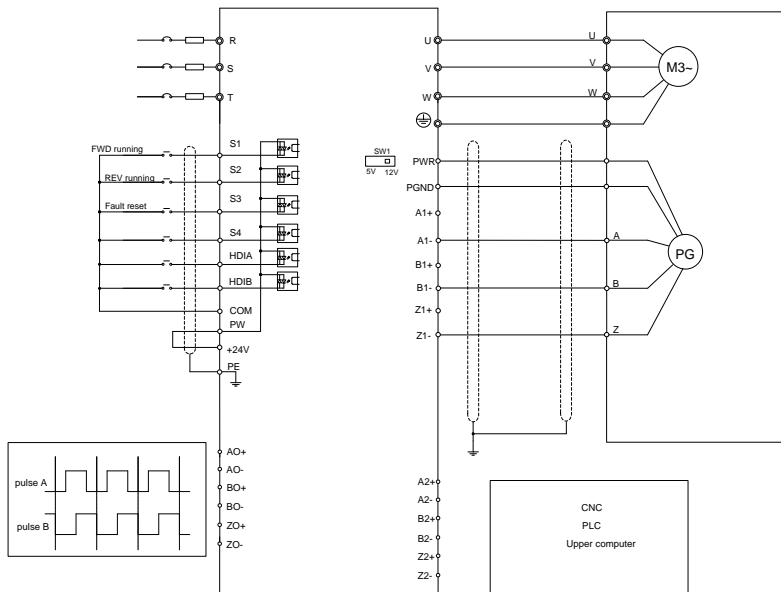 R
S
T
FWD running
REV running
Fault reset
S1
S2
S3
S4
HDIA
HDIB
COM
PW
+24V
PE
pulse A
pulse B
AO+
AO-
BO+
BO-
ZO+
ZO-
U
V
W
SW1
5V 12V
PWR
PGND
A1+
A1-
B1+
B1-
Z1+
Z1-
A2+
A2-
B2+
B2-
Z2+
Z2-
U
V
W
M3~
A
B
Z
PG
CNC
PLC
Upper computer